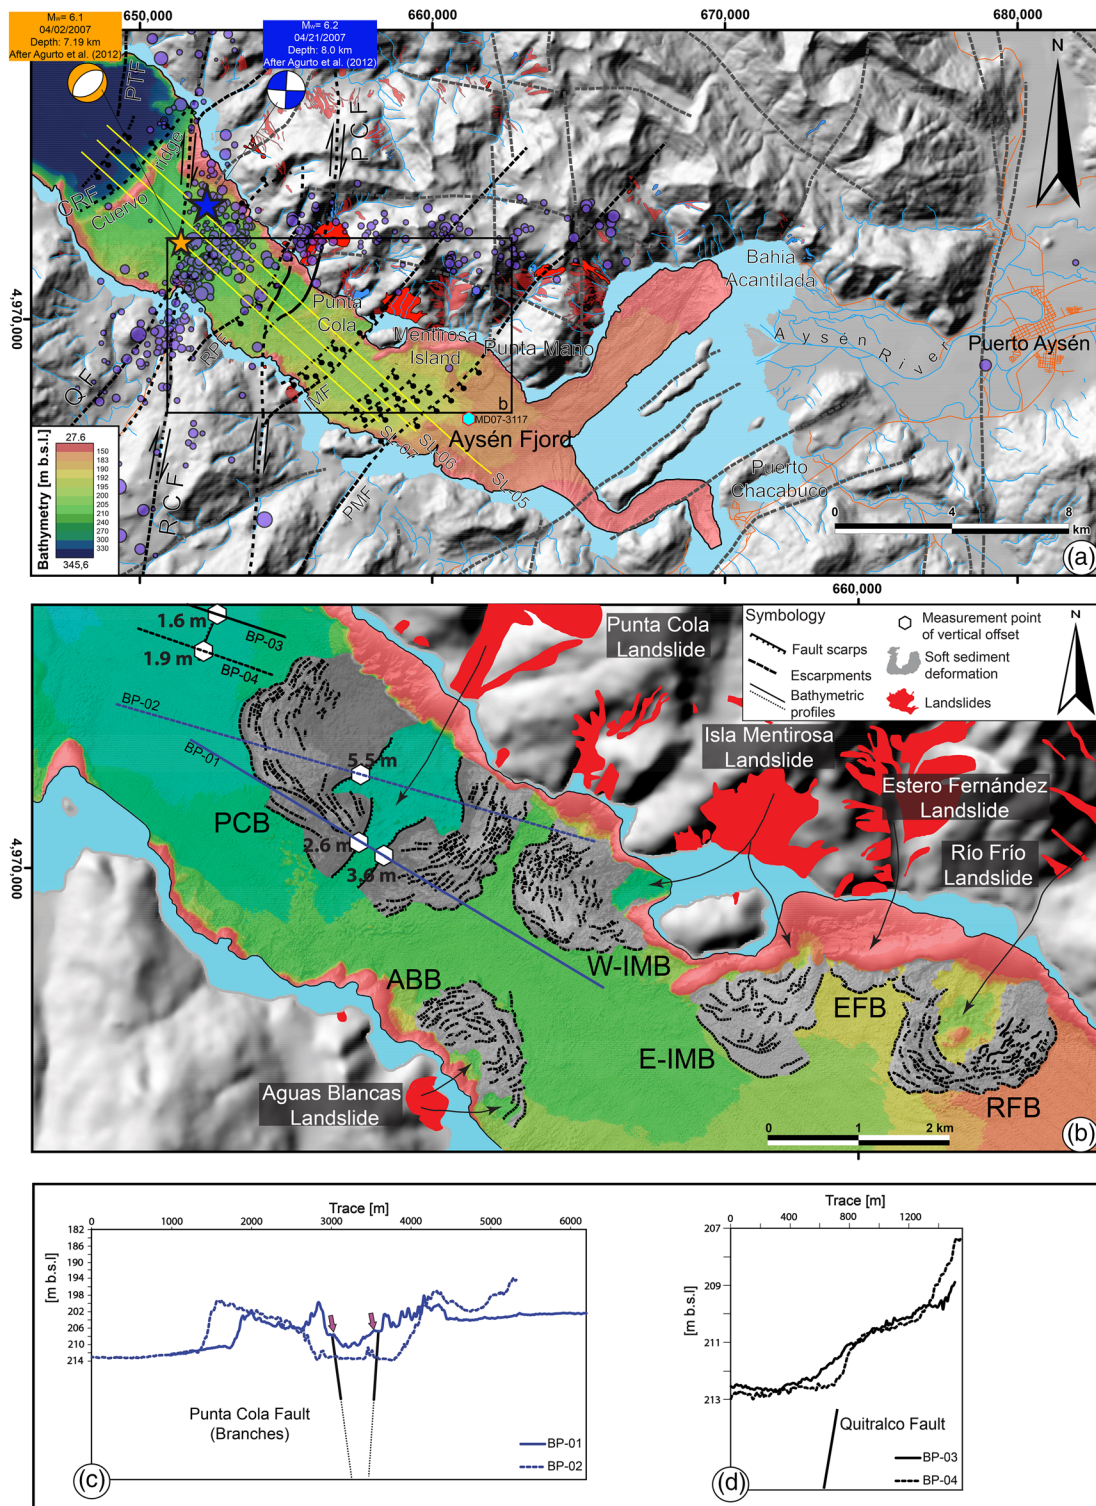 650,000
660,000
670,000
680,000
Mw= 6.1
04/02/2007
Depth: 7.19 km
After Agurto et al. (2012)
Mw= 6.2
04/21/2007
Depth: 8.0 km
After Agurto et al. (2012)
N
PTF
PCF
ridge
CRF
Cuervo
4,970,000
Bahía
Acantilada
Punta
Cola
Mentirosa
Island
Punta Mano
Aysén River
Puerto Aysén
RPF
IMF
QF
b
MD07-3117
Aysén Fjord
SL-07
SL-06
SL-05
PMF
RCF
Puerto
Chacabuco
Bathymetry [m b.s.l.]
27.6
150
183
190
192
200
205
210
240
270
300
330
345,6
0 4 8
km
(a)
660,000
1.6 m
BP-03
1.9 m
BP-04
BP-02
BP-01
5.5 m
2.6 m
3.6 m
PCB
Punta Cola
Landslide
Symbology
Fault scarps
Escarpments
Bathymetric
profiles
Measurement point
of vertical offset
Soft sediment
deformation
Landslides
N
Isla Mentirosa
Landslide
Estero Fernández
Landslide
Río Frío
Landslide
4,970,000
W-IMB
ABB
EFB
E-IMB
RFB
Aguas Blancas
Landslide
0 1 2 km
(b)
Trace [m]
0 1000 2000 3000 4000 5000 6200
[m b.s.l]
182
186
190
194
198
202
206
210
214
Punta Cola Fault
(Branches)
BP-01
BP-02
(c)
Trace [m]
0 400 800 1200
[m b.s.l]
207
209
211
213
Quitralco Fault
BP-03
BP-04
(d)